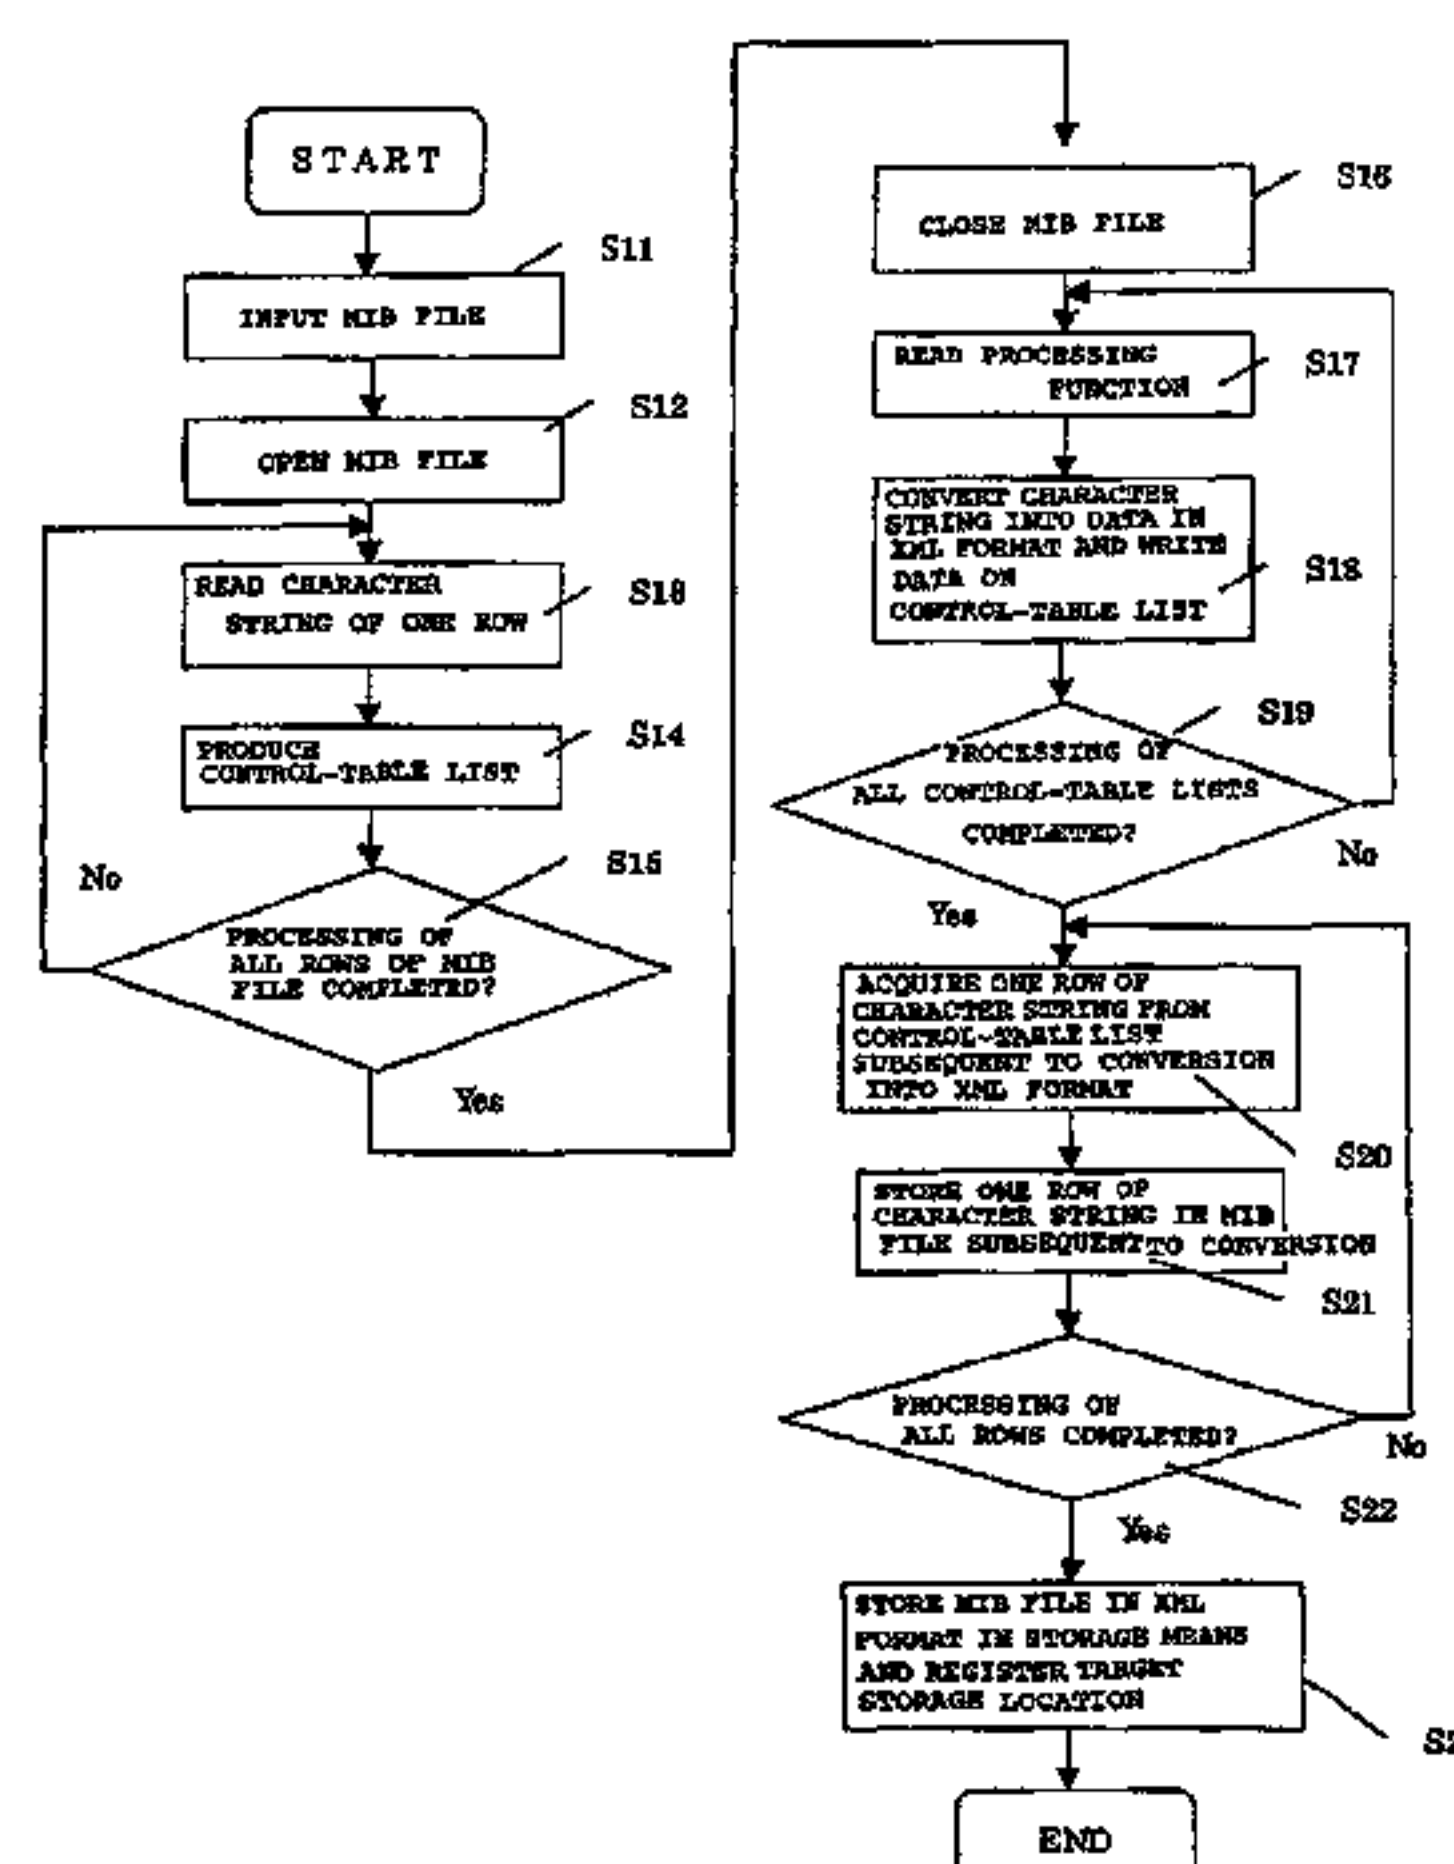 START
S11
INPUT MIB FILE
S12
OPEN MIB FILE
READ CHARACTER
STRING OF ONE ROW
S13
PRODUCE
CONTROL-TABLE LIST
S14
No
S15
PROCESSING OF
ALL ROWS OF MIB
FILE COMPLETED?
Yes
S16
CLOSE MIB FILE
READ PROCESSING
FUNCTION
S17
CONVERT CHARACTER
STRING INTO DATA IN
XML FORMAT AND WRITE
DATA ON
CONTROL-TABLE LIST
S18
S19
PROCESSING OF
ALL CONTROL-TABLE LISTS
COMPLETED?
No
Yes
ACQUIRE ONE ROW OF
CHARACTER STRING FROM
CONTROL-TABLE LIST
SUBSEQUENT TO CONVERSION
INTO XML FORMAT
S20
STORE ONE ROW OF
CHARACTER STRING IN MIB
FILE SUBSEQUENT TO CONVERSION
S21
PROCESSING OF
ALL ROWS COMPLETED?
No
S22
Yes
STORE MIB FILE IN XML
FORMAT IN STORAGE MEANS
AND REGISTER TARGET
STORAGE LOCATION
END